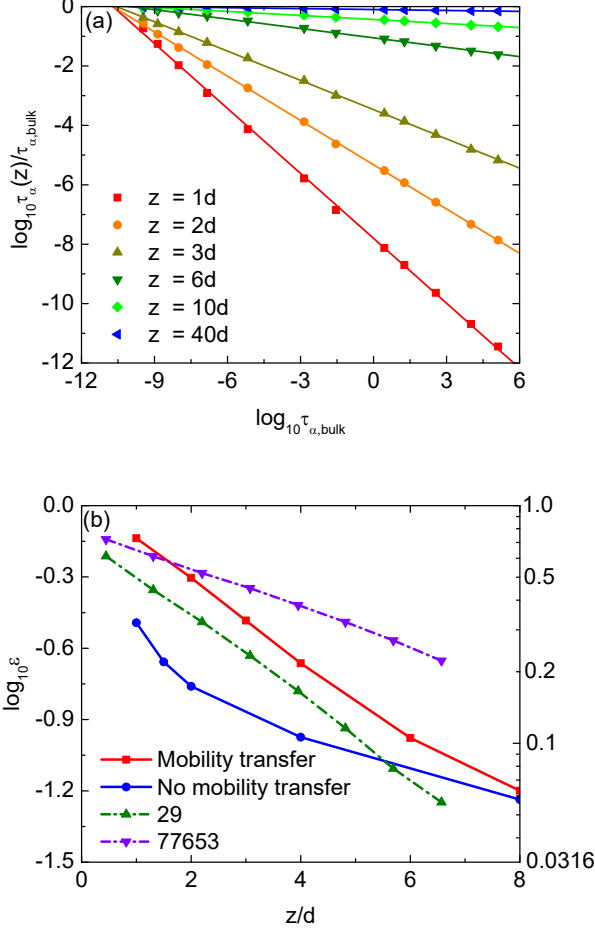 (a)
0
-2
-4
-6
-8
-10
-12
log₁₀τα(z)/τα,bulk
z = 1d
z = 2d
z = 3d
z = 6d
z = 10d
z = 40d
-12 -9 -6 -3 0 3 6
log₁₀τα,bulk
(b)
0.0
-0.3
-0.6
-0.9
-1.2
-1.5
log₁₀ε
1.0
0.5
0.2
0.1
0.0316
Mobility transfer
No mobility transfer
29
77653
0 2 4 6 8
z/d